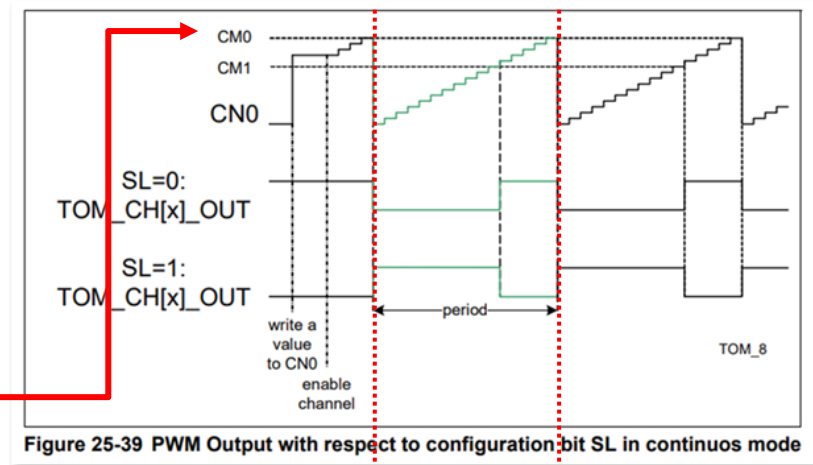 CM0
CM1
CN0
SL=0:
TOM_CH[x]_OUT
SL=1:
TOM_CH[x]_OUT
period
write a
value
to CN0
enable
channel
TOM_8
Figure 25-39 PWM Output with respect to configuration bit SL in continuos mode